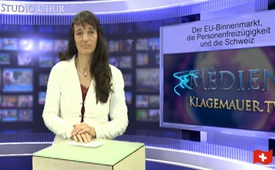 STUDIO CHUR
Der EU-Binnenmarkt,
die Personenfreizügigkeit
und die Schweiz
MEDIEN
KLAGEMAUER.TV